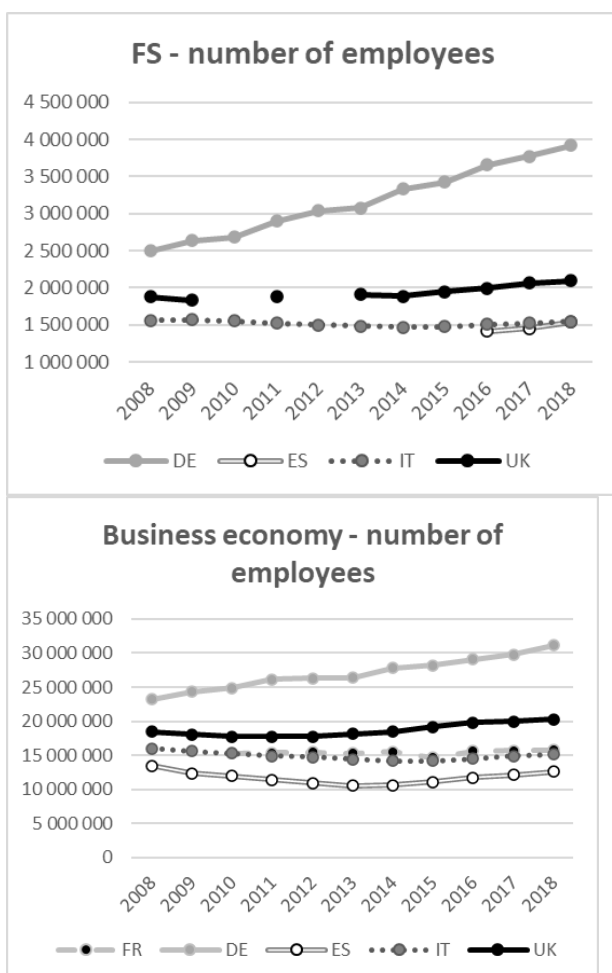 FS - number of employees
4 500 000
4 000 000
3 500 000
3 000 000
2 500 000
2 000 000
1 500 000
1 000 000
2008 2009 2010 2011 2012 2013 2014 2015 2016 2017 2018
DE ES IT UK
Business economy - number of
employees
35 000 000
30 000 000
25 000 000
20 000 000
15 000 000
10 000 000
5 000 000
0
2008 2009 2010 2011 2012 2013 2014 2015 2016 2017 2018
FR DE ES IT UK